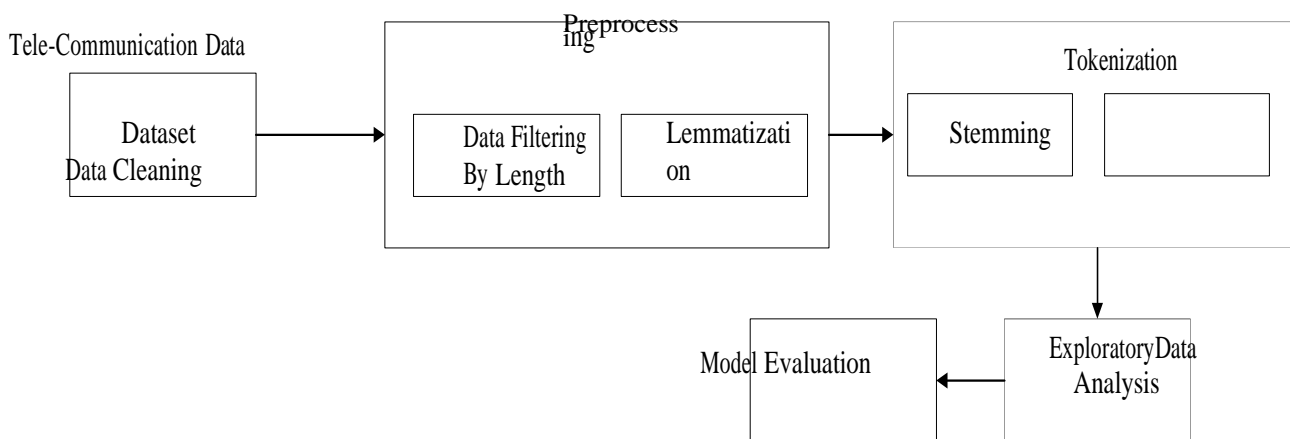 Tele-Communication Data
Dataset
Data Cleaning
Preprocess
ing
Data Filtering
By Length
Lemmatizati
on
Tokenization
Stemming
ExploratoryData
Analysis
Model Evaluation